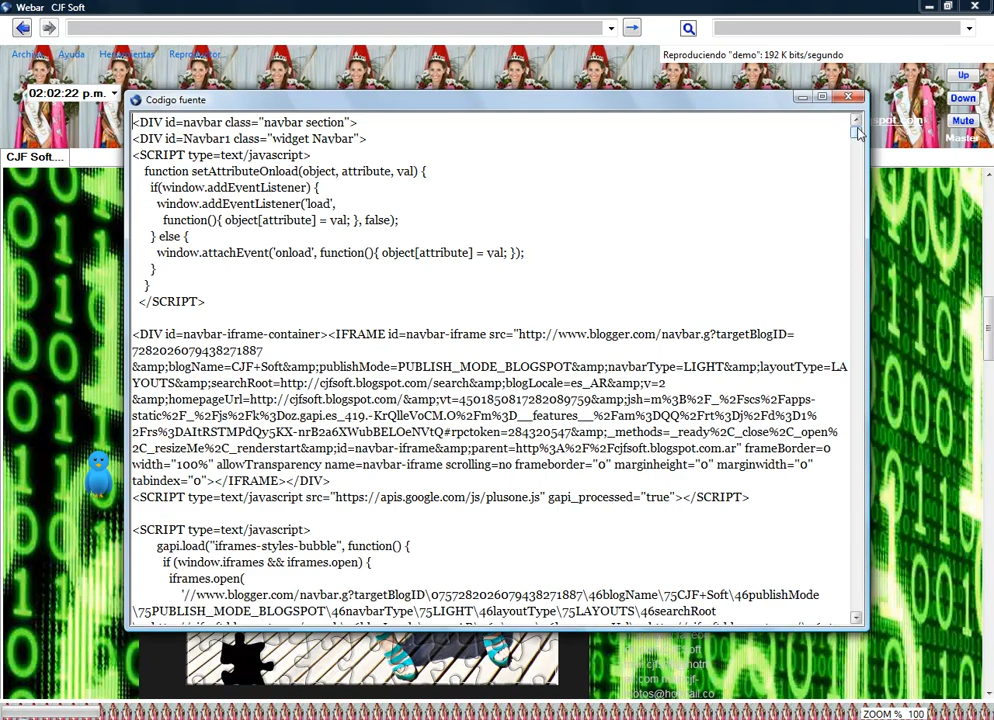 Webar   CJF Soft
Archivo Ayuda Herramientas Reproductor
Reproduciendo "demo": 192 K bits/segundo
02:02:22 p.m.
Up
Down
spot.com
Mute
Master
CJF Soft....
Codigo fuente
<DIV id=navbar class="navbar section">
<DIV id=Navbar1 class="widget Navbar">
<SCRIPT type=text/javascript>
function setAttributeOnload(object, attribute, val) {
if(window.addEventListener) {
window.addEventListener('load',
function(){ object[attribute] = val; }, false);
} else {
window.attachEvent('onload', function(){ object[attribute] = val; });
}
}
</SCRIPT>
<DIV id=navbar-iframe-container><IFRAME id=navbar-iframe src="http://www.blogger.com/navbar.g?targetBlogID=
7282026079438271887
&amp;blogName=CJF+Soft&amp;publishMode=PUBLISH_MODE_BLOGSPOT&amp;navbarType=LIGHT&amp;layoutType=LA
YOUTS&amp;searchRoot=http://cjfsoft.blogspot.com/search&amp;blogLocale=es_AR&amp;v=2
&amp;homepageUrl=http://cjfsoft.blogspot.com/&amp;vt=4501850817282089759&amp;jsh=m%3B%2F_%2Fscs%2Fapps-
static%2F_%2Fjs%2Fk%3Doz.gapi.es_419.-KrQlleVoCM.O%2Fm%3D__features__%2Fam%3DQQ%2Frt%3Dj%2Fd%3D1%
2Frs%3DAItRSTMPdQy5KX-nrB2a6XWubBELOeNVtQ#rpctoken=284320547&amp;_methods=_ready%2C_close%2C_open%
2C_resizeMe%2C_renderstart&amp;id=navbar-iframe&amp;parent=http%3A%2F%2Fcjfsoft.blogspot.com.ar" frameBorder=0
width="100%" allowTransparency name=navbar-iframe scrolling=no frameborder="0" marginheight="0" marginwidth="0"
tabindex="0"></IFRAME></DIV>
<SCRIPT type=text/javascript src="https://apis.google.com/js/plusone.js" gapi_processed="true"></SCRIPT>
<SCRIPT type=text/javascript>
gapi.load("iframes-styles-bubble", function() {
if (window.iframes && iframes.open) {
iframes.open(
'//www.blogger.com/navbar.g?targetBlogID\0757282026079438271887\46blogName\75CJF+Soft\46publishMode
\75PUBLISH_MODE_BLOGSPOT\46navbarType\75LIGHT\46layoutType\75LAYOUTS\46searchRoot
ZOOM % 100